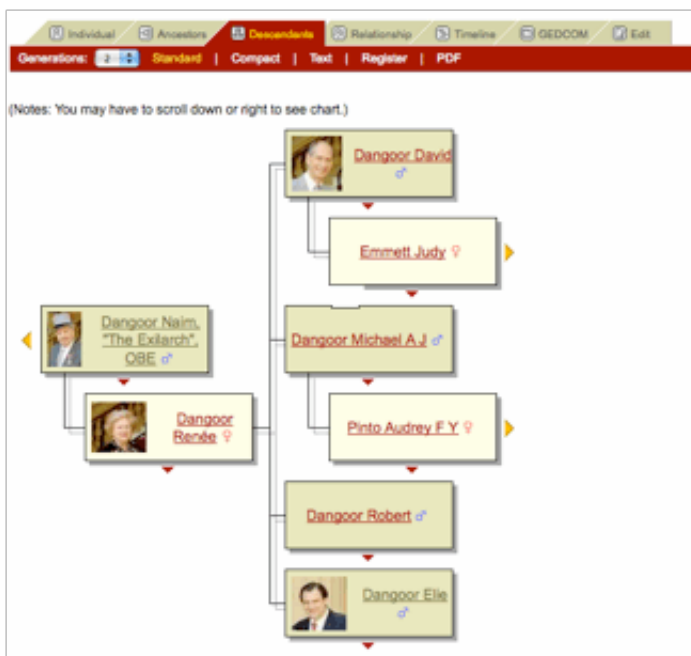 Individual Ancestors Descendants Relationship Timeline GEDCOM Edit
Generations: 2 Standard | Compact | Text | Register | PDF
(Notes: You may have to scroll down or right to see chart.)
Dangoor David
♂
Emmett Judy ♀
Dangoor Naim,
"The Exilarch",
OBE ♂
Dangoor
Renée ♀
Dangoor Michael A J ♂
Pinto Audrey F Y ♀
Dangoor Robert ♂
Dangoor Elie
♂